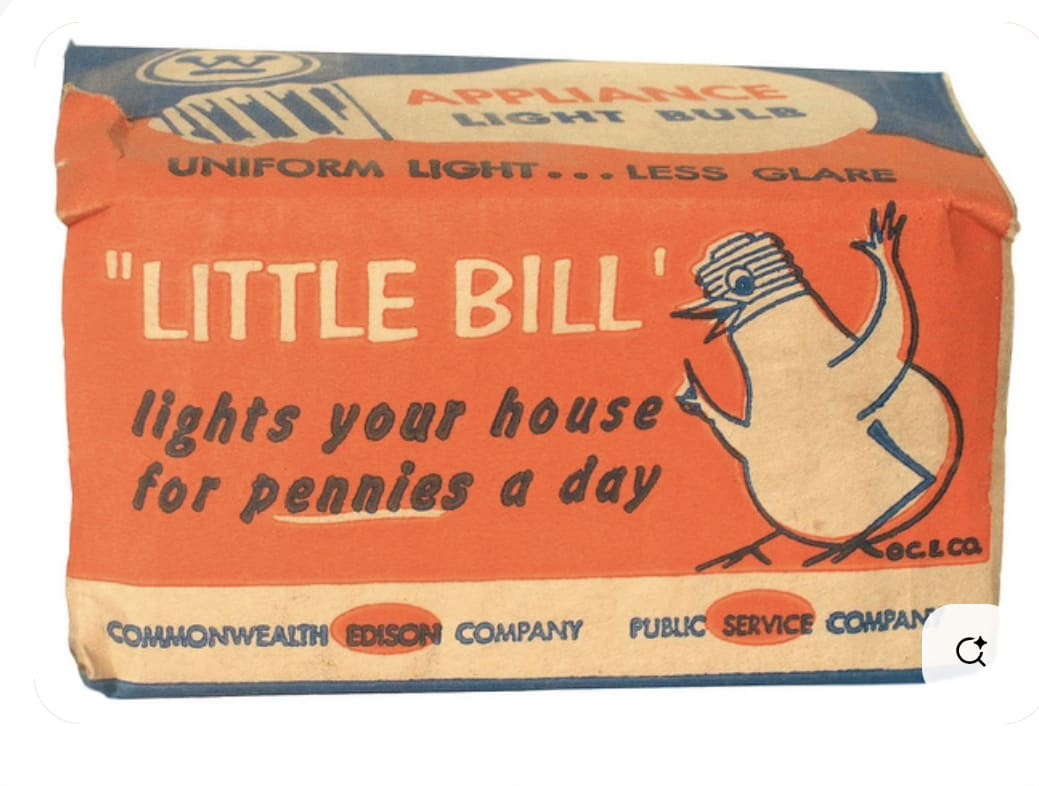 W
APPLIANCE
LIGHT BULB
UNIFORM LIGHT... LESS GLARE
"LITTLE BILL'
lights your house
for pennies a day
©C.E.CO.
COMMONWEALTH EDISON COMPANY PUBLIC SERVICE COMPANY